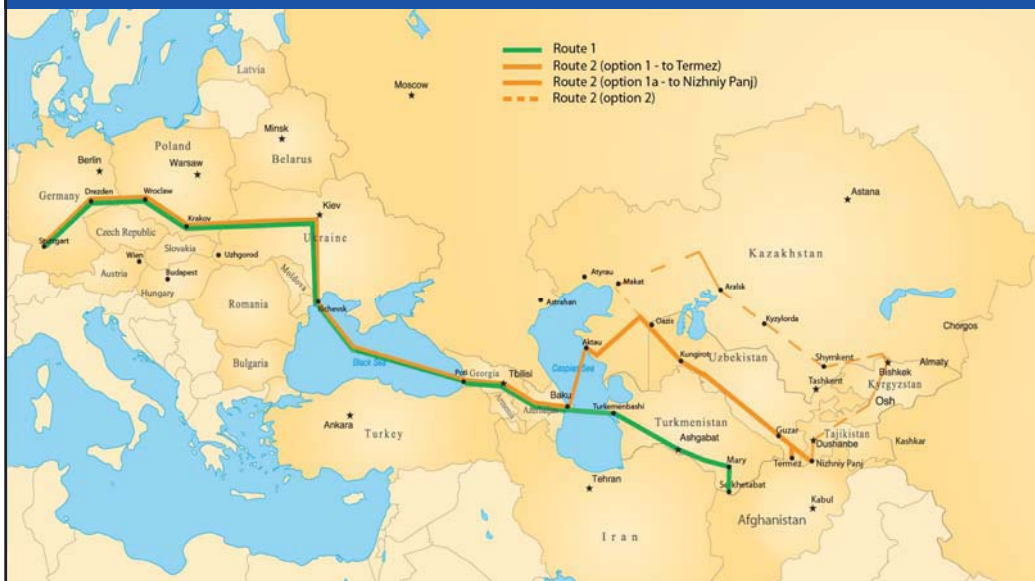 Route 1
Route 2 (option 1 - to Termez)
Route 2 (option 1a - to Nizhniy Panj)
Route 2 (option 2)
Latvia
Moscow
Minsk
Belarus
Poland
Berlin
Warsaw
Germany
Drezden
Wroclaw
Astana
Kiev
Krakov
Ukraine
Stuttgart
Czech Republic
Slovakia
Uzhgorod
Wien
Kazakhstan
Austria
Budapest
Moldova
Atyrau
Makat
Hungary
Aralsk
Astrahan
Romania
Ilichevsk
Kyzylorda
Oazis
Chorgos
Aktau
Black Sea
Caspian Sea
Kungirot
Uzbekistan
Shymkent
Almaty
Bulgaria
Georgia
Poti
Tbilisi
Bishkek
Tashkent
Kyrgyzstan
Armenia
Azerbaijan
Baku
Osh
Turkemenbashi
Ankara
Turkey
Turkmenistan
Guzar
Tajikistan
Dushanbe
Kashkar
Ashgabat
Mary
Termez
Nizhniy Panj
Tehran
Serkhetabat
Kabul
Afghanistan
Iran